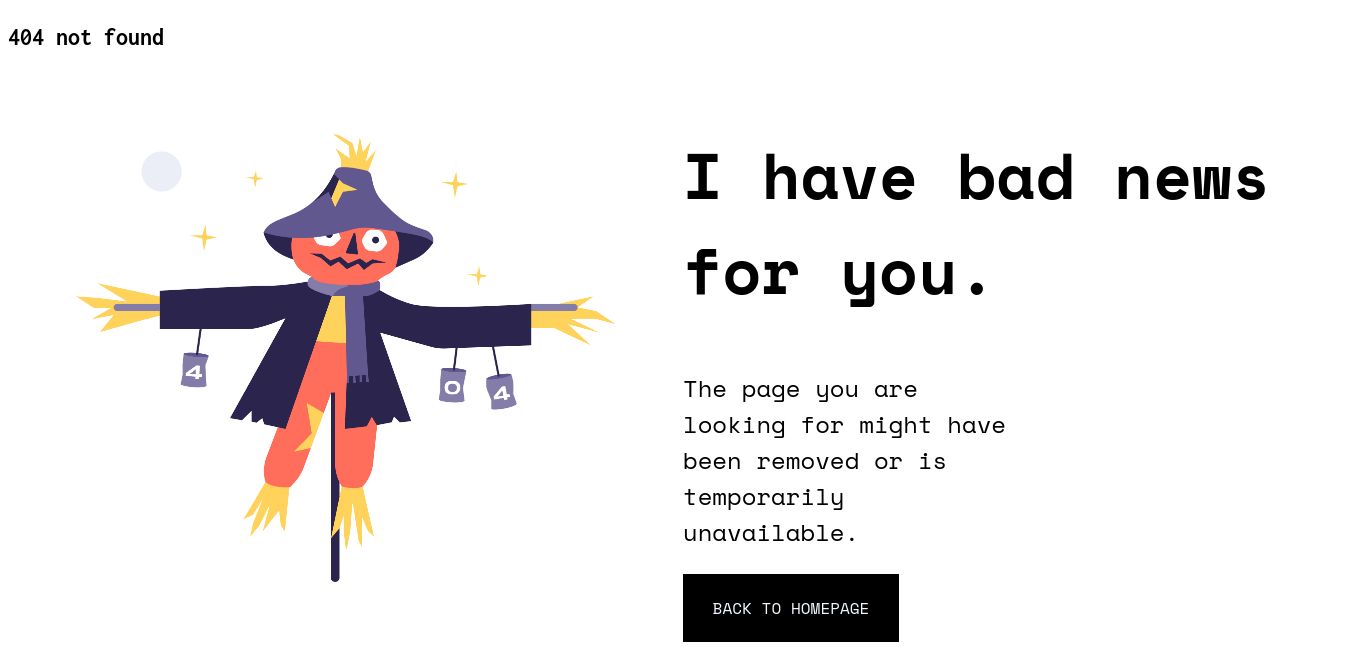 404 not found
4
0
4
I have bad news
for you.
The page you are
looking for might have
been removed or is
temporarily
unavailable.
BACK TO HOMEPAGE